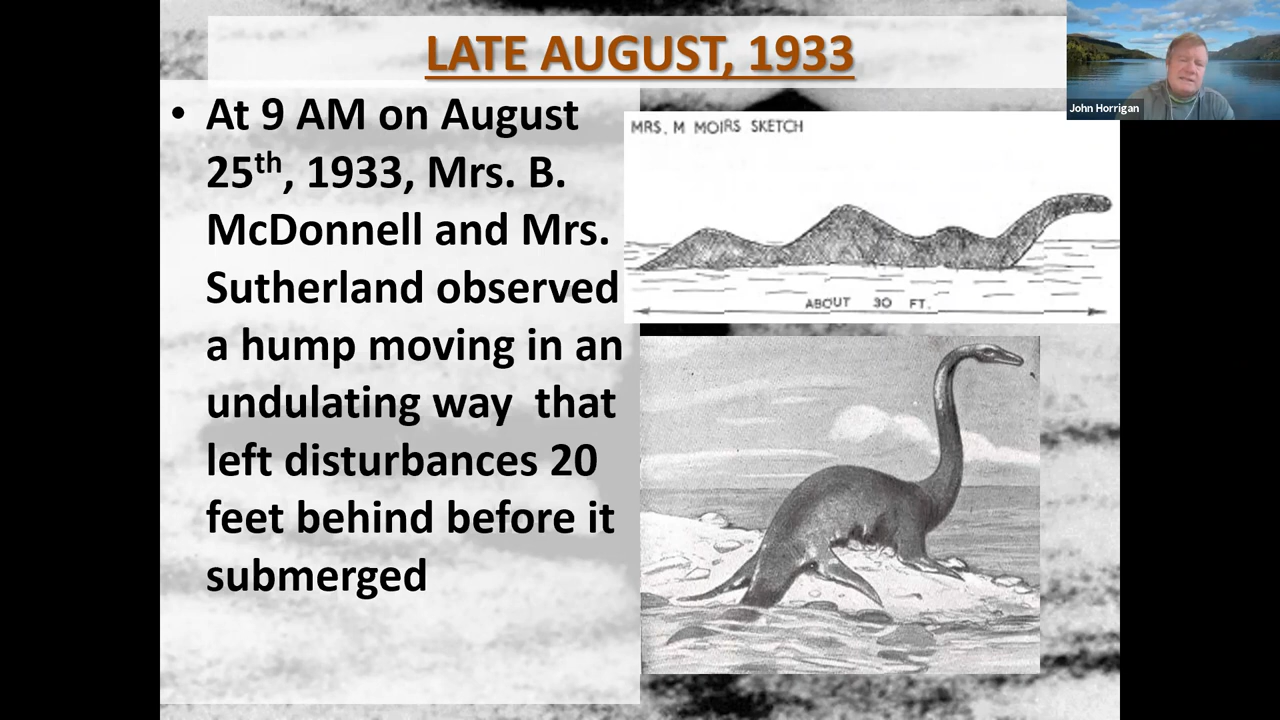 LATE AUGUST, 1933
John Horrigan
• At 9 AM on August
25th, 1933, Mrs. B.
McDonnell and Mrs.
Sutherland observed
a hump moving in an
undulating way  that
left disturbances 20
feet behind before it
submerged
MRS. M MOIRS SKETCH
ABOUT 30 FT.